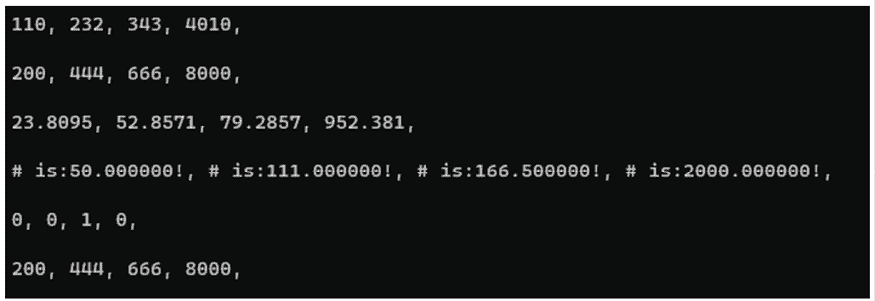 110, 232, 343, 4010,
200, 444, 666, 8000,
23.8095, 52.8571, 79.2857, 952.381,
# is:50.000000!, # is:111.000000!, # is:166.500000!, # is:2000.000000!,
0, 0, 1, 0,
200, 444, 666, 8000,